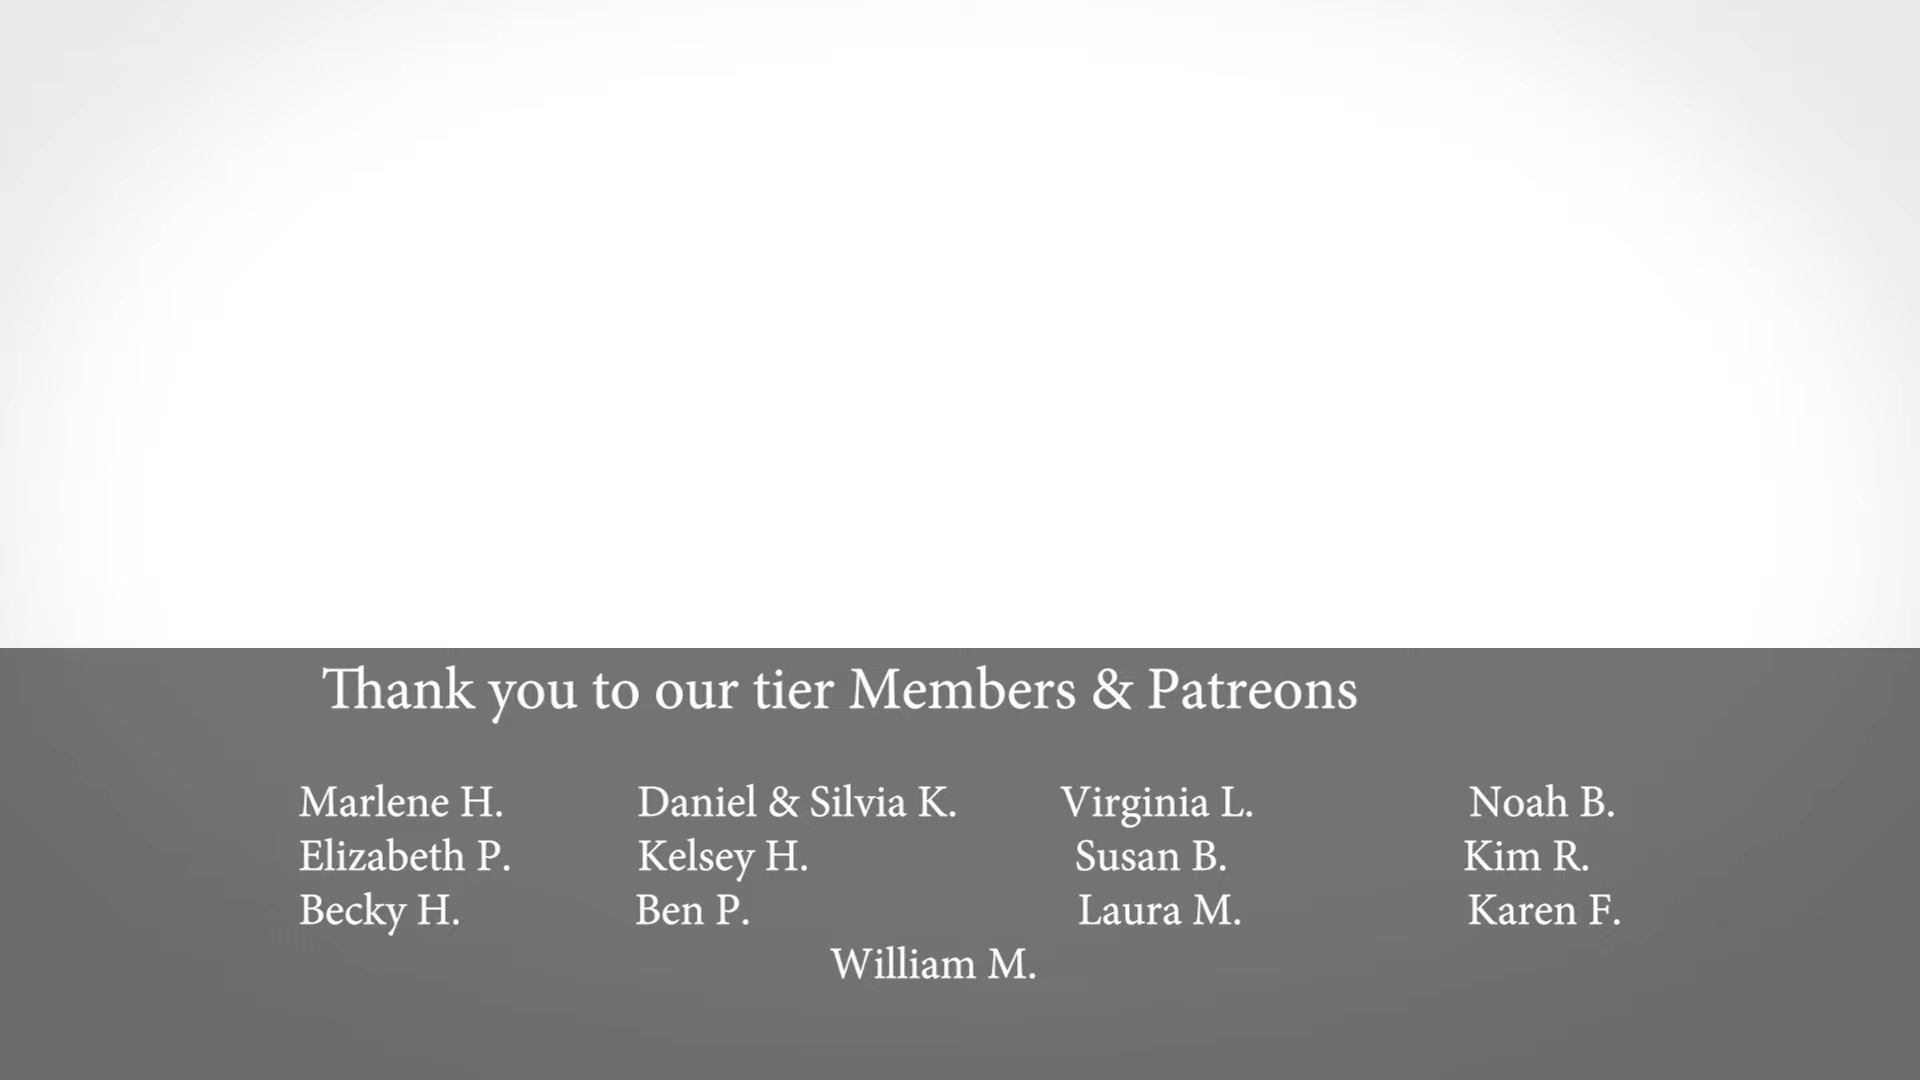 Thank you to our tier Members & Patreons
Marlene H. Daniel & Silvia K. Virginia L. Noah B.
Elizabeth P. Kelsey H. Susan B. Kim R.
Becky H. Ben P. Laura M. Karen F.
William M.